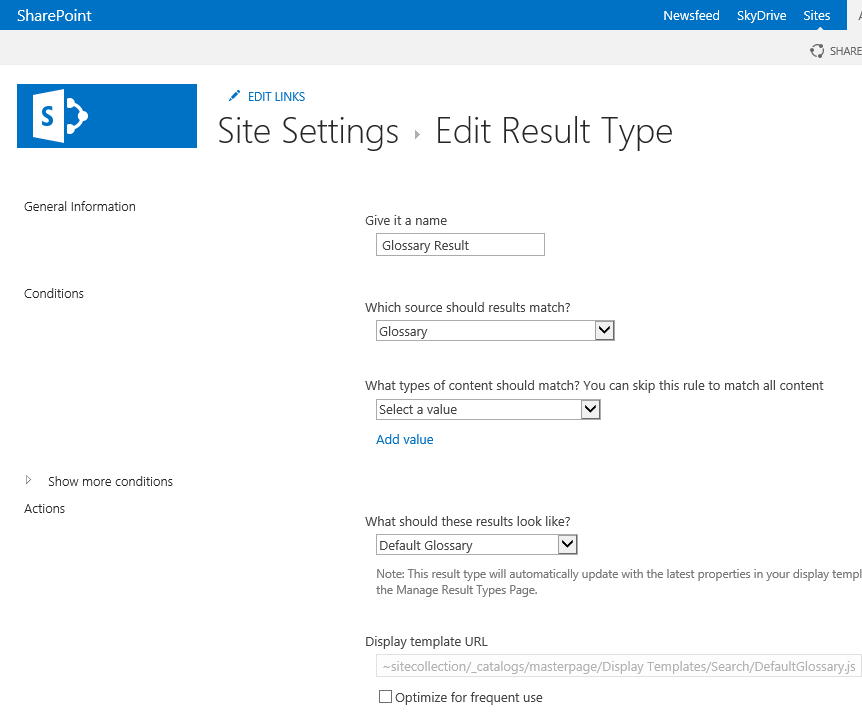 SharePoint
Newsfeed SkyDrive Sites
SHARE
S
EDIT LINKS
Site Settings ▸ Edit Result Type
General Information
Give it a name
Glossary Result
Conditions
Which source should results match?
Glossary
What types of content should match? You can skip this rule to match all content
Select a value
Add value
Show more conditions
Actions
What should these results look like?
Default Glossary
Note: This result type will automatically update with the latest properties in your display templ
the Manage Result Types Page.
Display template URL
~sitecollection/_catalogs/masterpage/Display Templates/Search/DefaultGlossary.js
Optimize for frequent use